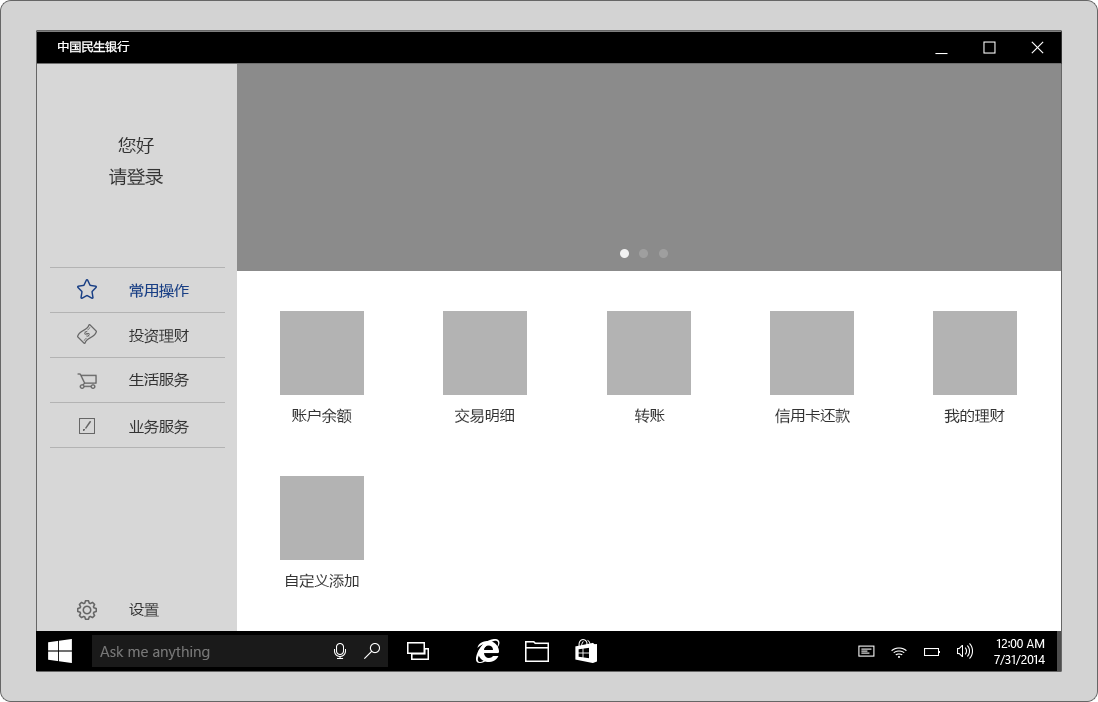 中国民生银行
您好
请登录
常用操作
投资理财
生活服务
业务服务
设置
账户余额
交易明细
转账
信用卡还款
我的理财
自定义添加
Ask me anything
12:00 AM
7/31/2014